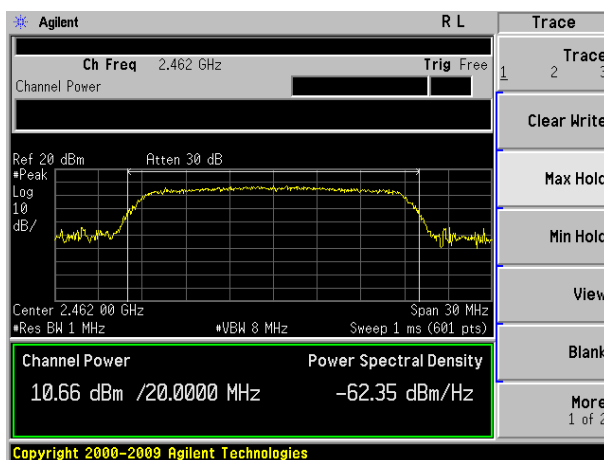 Agilent R L Trace
Ch Freq 2.462 GHz Trig Free
Channel Power
Trace
1 2 3
Clear Write
Max Hold
Min Hold
View
Blank
More
1 of 2
Ref 20 dBm Atten 30 dB
#Peak
Log
10
dB/
Center 2.462 00 GHz Span 30 MHz
#Res BW 1 MHz #VBW 8 MHz Sweep 1 ms (601 pts)
Channel Power Power Spectral Density
10.66 dBm /20.0000 MHz -62.35 dBm/Hz
Copyright 2000-2009 Agilent Technologies